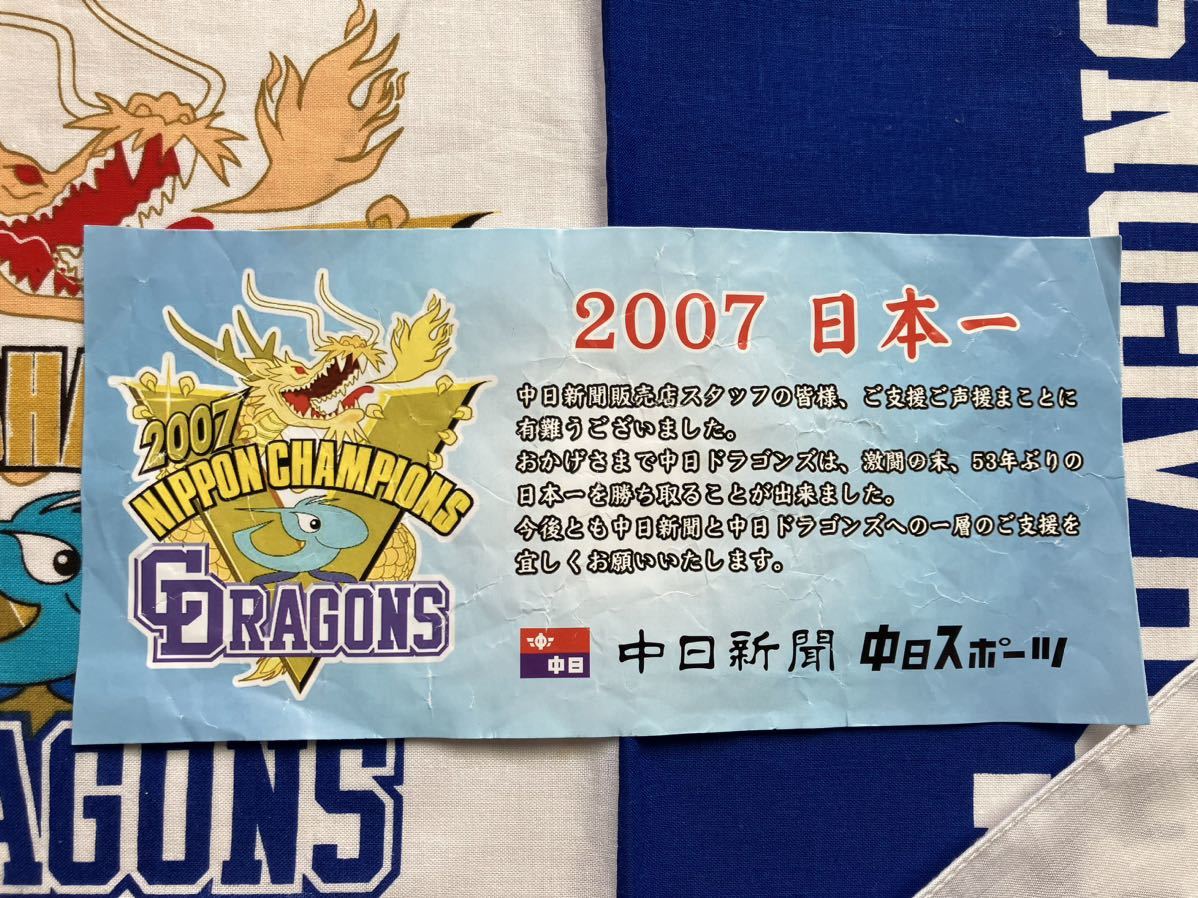 2007 日本一
中日新聞販売店スタッフの皆様、ご支援ご声援まことに
有難うございました。
おかげさまで中日ドラゴンズは、激闘の末、53年ぶりの
日本一を勝ち取ることが出来ました。
今後とも中日新聞と中日ドラゴンズへの一層のご支援を
宜しくお願いいたします。
中
中日
中日新聞 中日スポーツ
2007
NIPPON CHAMPIONS
CD
DRAGONS
AGONS